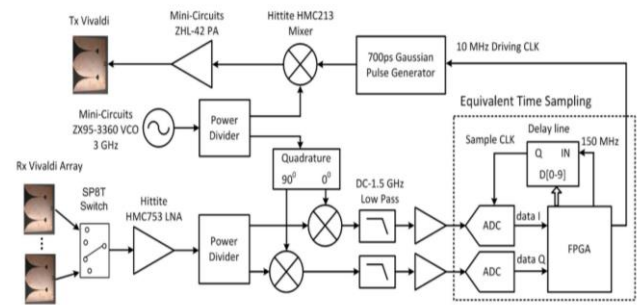 Tx Vivaldi
Mini-Circuits
ZHL-42 PA
Hittite HMC213
Mixer
700ps Gaussian
Pulse Generator
10 MHz Driving CLK
Mini-Circuits
ZX95-3360 VCO
3 GHz
Power
Divider
Equivalent Time Sampling
Delay line
Sample CLK
Q IN
D[0-9]
150 MHz
Quadrature
90⁰ 0⁰
Rx Vivaldi Array
SP8T
Switch
Hittite
HMC753 LNA
Power
Divider
DC-1.5 GHz
Low Pass
ADC
data I
FPGA
ADC
data Q